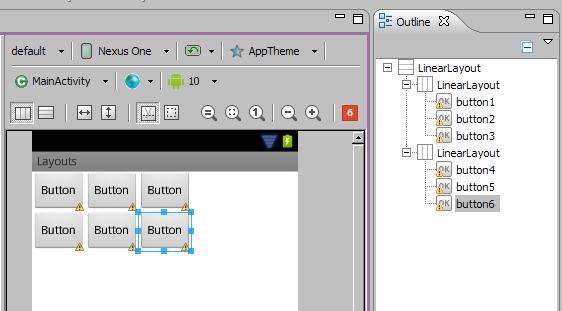 default Nexus One AppTheme
MainActivity 10
1 6
Layouts
Button Button Button
Button Button Button
Outline
LinearLayout
LinearLayout
OK button1
OK button2
OK button3
LinearLayout
OK button4
OK button5
OK button6